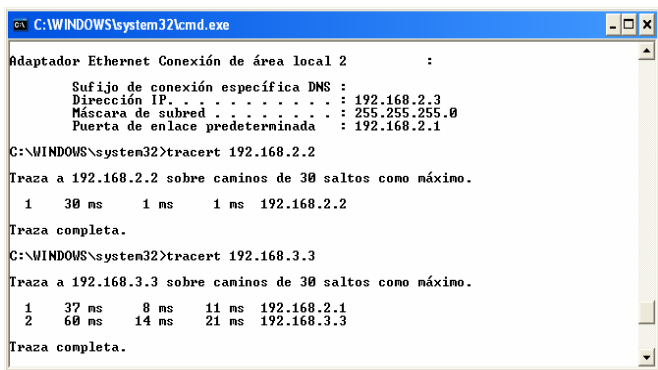 C:\WINDOWS\system32\cmd.exe
Adaptador Ethernet Conexión de área local 2          :
Sufijo de conexión específica DNS :
Dirección IP. . . . . . . . . . . : 192.168.2.3
Máscara de subred . . . . . . . . : 255.255.255.0
Puerta de enlace predeterminada   : 192.168.2.1
C:\WINDOWS\system32>tracert 192.168.2.2
Traza a 192.168.2.2 sobre caminos de 30 saltos como máximo.
1    30 ms     1 ms     1 ms  192.168.2.2
Traza completa.
C:\WINDOWS\system32>tracert 192.168.3.3
Traza a 192.168.3.3 sobre caminos de 30 saltos como máximo.
1    37 ms     8 ms    11 ms  192.168.2.1
2    60 ms    14 ms    21 ms  192.168.3.3
Traza completa.